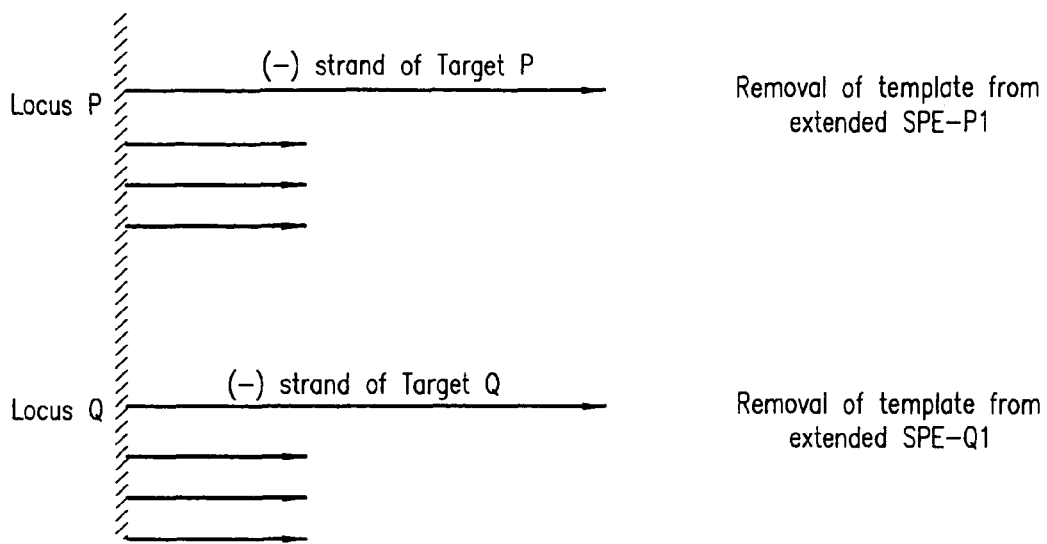 (−) strand of Target P
Locus P
Removal of template from
extended SPE−P1
(−) strand of Target Q
Locus Q
Removal of template from
extended SPE−Q1